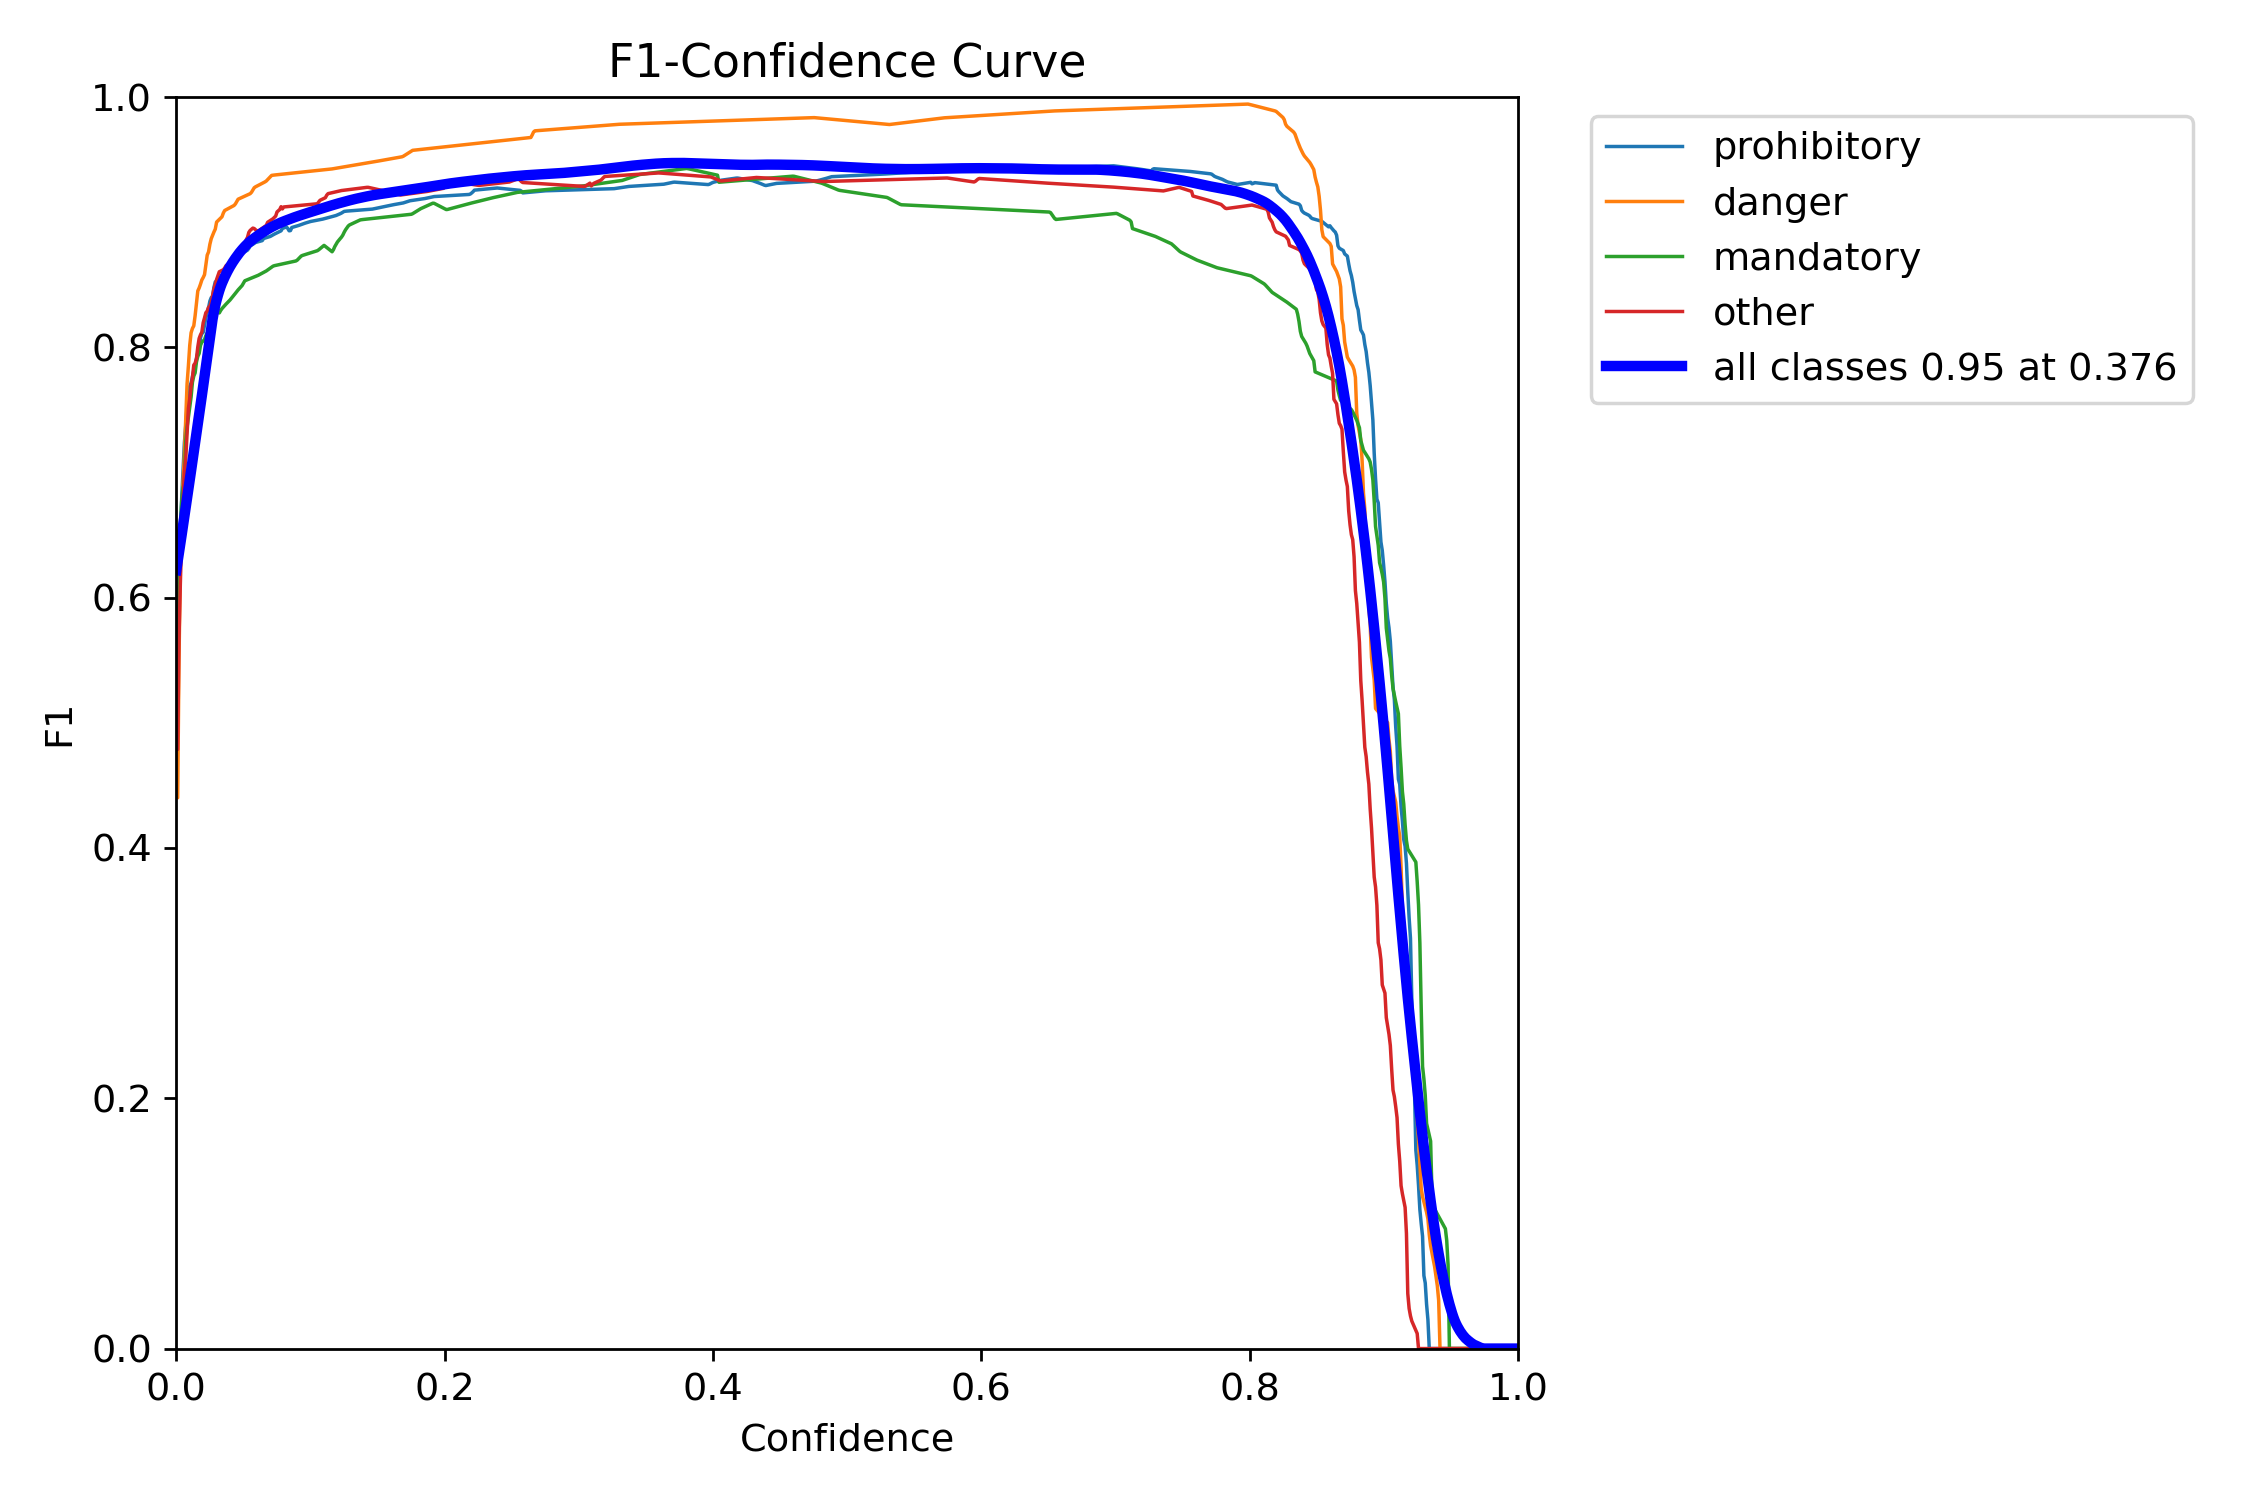 F1-Confidence Curve
1.0
0.8
0.6
0.4
0.2
0.0
F1
0.0 0.2 0.4 0.6 0.8 1.0
Confidence
prohibitory
danger
mandatory
other
all classes 0.95 at 0.376